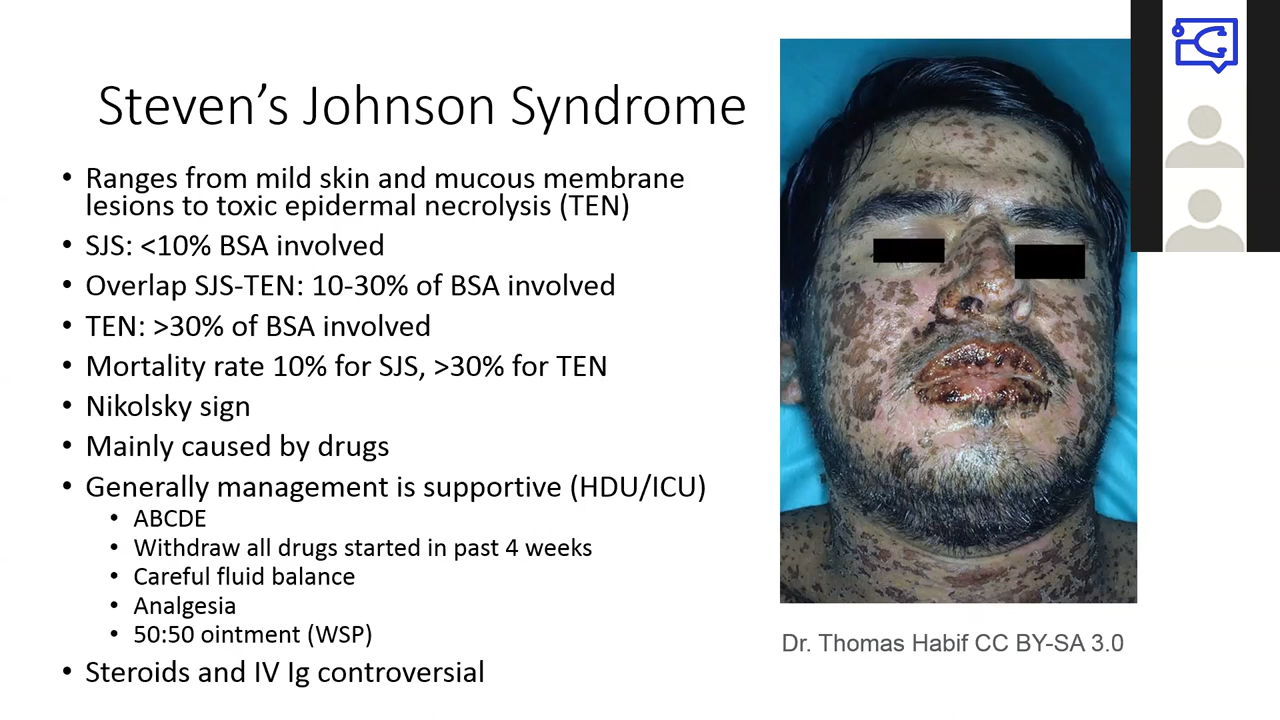 Steven’s Johnson Syndrome
• Ranges from mild skin and mucous membrane
lesions to toxic epidermal necrolysis (TEN)
• SJS: <10% BSA involved
• Overlap SJS-TEN: 10-30% of BSA involved
• TEN: >30% of BSA involved
• Mortality rate 10% for SJS, >30% for TEN
• Nikolsky sign
• Mainly caused by drugs
• Generally management is supportive (HDU/ICU)
• ABCDE
• Withdraw all drugs started in past 4 weeks
• Careful fluid balance
• Analgesia
• 50:50 ointment (WSP)
• Steroids and IV Ig controversial
Dr. Thomas Habif CC BY-SA 3.0